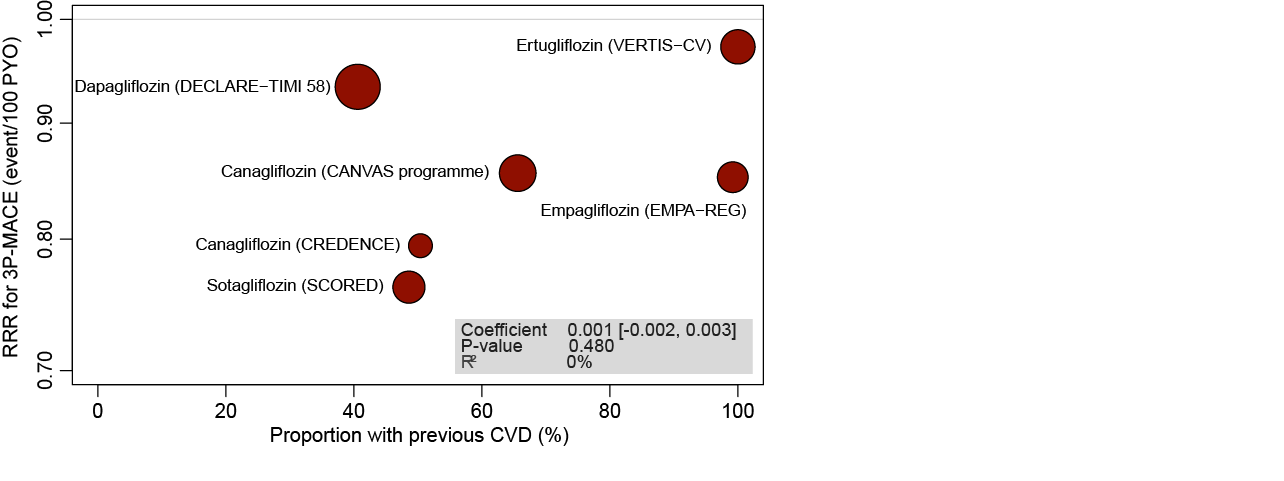 RRR for 3P-MACE (event/100 PYO)
1.00
0.90
0.80
0.70
Ertugliflozin (VERTIS−CV)
Dapagliflozin (DECLARE−TIMI 58)
Canagliflozin (CANVAS programme)
Empagliflozin (EMPA−REG)
Canagliflozin (CREDENCE)
Sotagliflozin (SCORED)
Coefficient 0.001 [-0.002, 0.003]
P-value 0.480
R² 0%
0 20 40 60 80 100
Proportion with previous CVD (%)